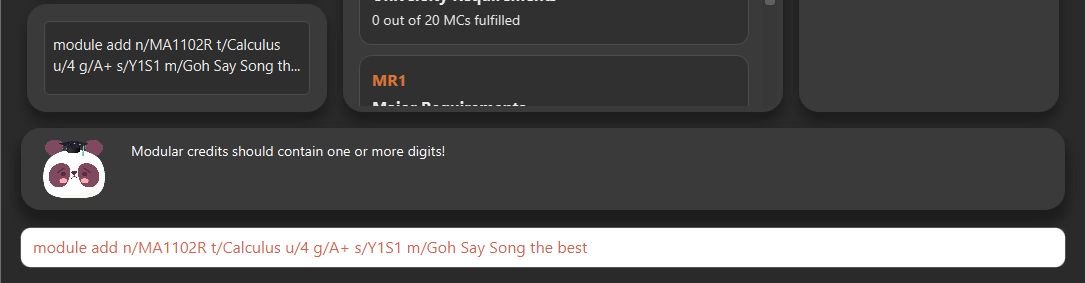 University Requirements
0 out of 20 MCs fulfilled
module add n/MA1102R t/Calculus
u/4 g/A+ s/Y1S1 m/Goh Say Song th...
MR1
Major Requirements
Modular credits should contain one or more digits!
module add n/MA1102R t/Calculus u/4 g/A+ s/Y1S1 m/Goh Say Song the best